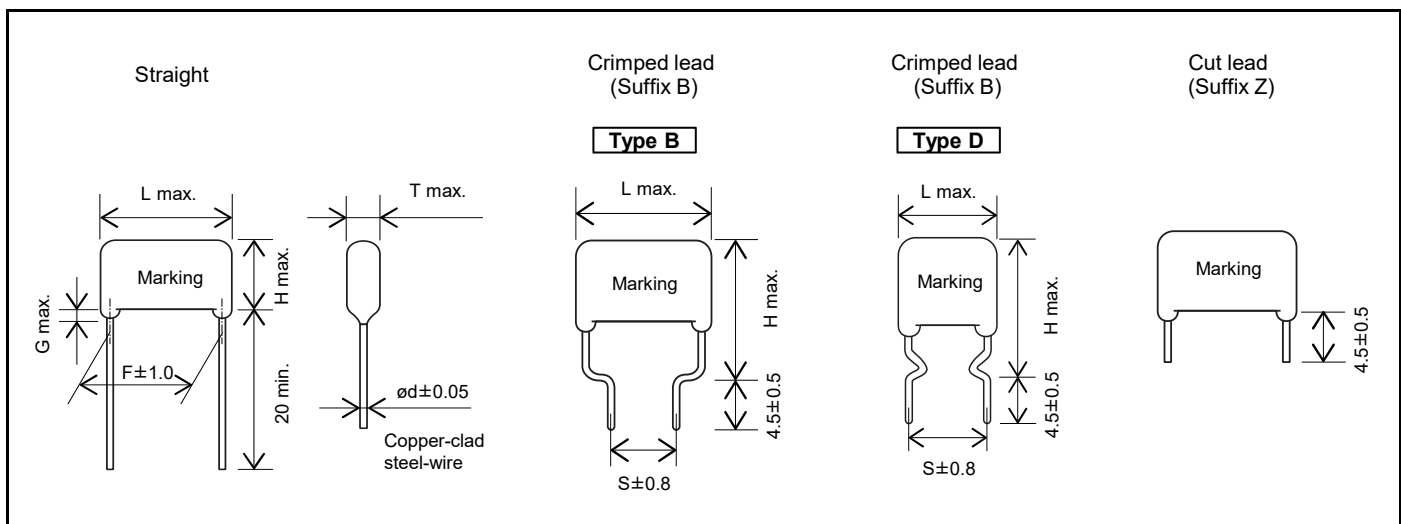 Straight
L max.
T max.
Marking
H max.
G max.
F±1.0
20 min.
ød±0.05
Copper-clad
steel-wire
Crimped lead
(Suffix B)
Type B
L max.
Marking
H max.
4.5±0.5
S±0.8
Crimped lead
(Suffix B)
Type D
L max.
Marking
H max.
4.5±0.5
S±0.8
Cut lead
(Suffix Z)
Marking
4.5±0.5